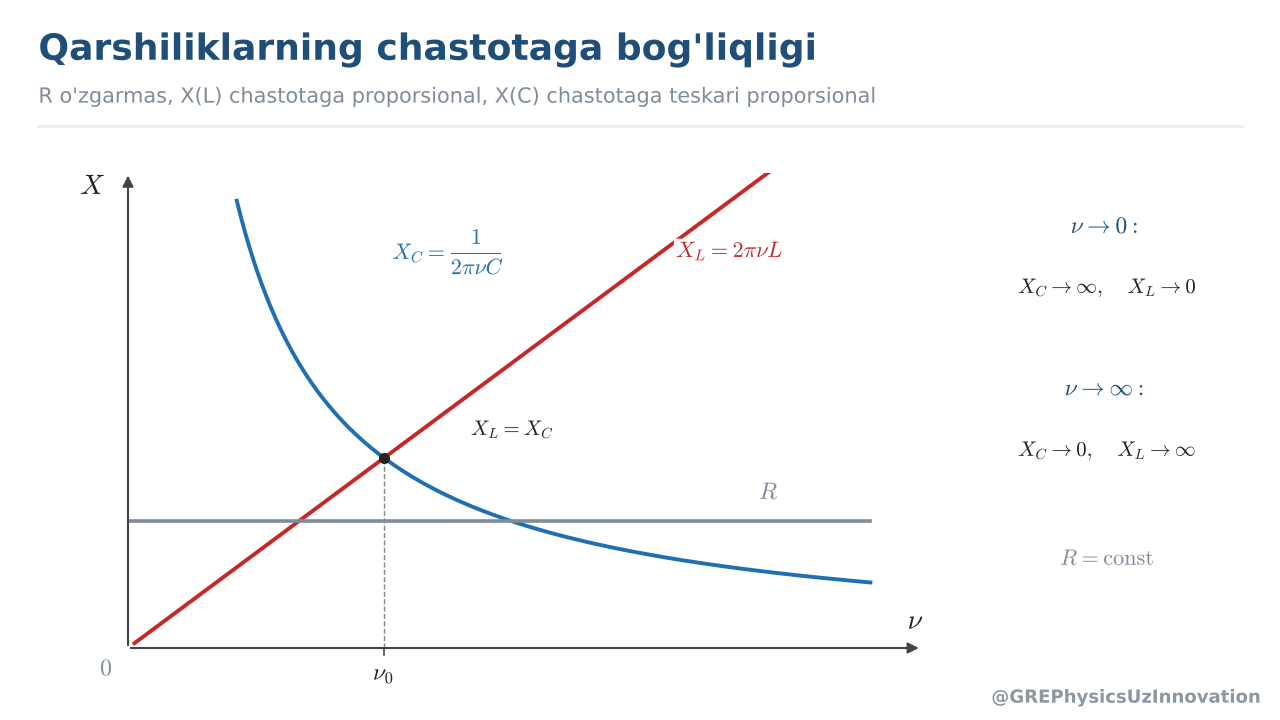 Qarshiliklarning chastotaga bog'liqligi
R o'zgarmas, X(L) chastotaga proporsional, X(C) chastotaga teskari proporsional
X
X_C = 1/(2πνC)
X_L = 2πνL
X_L = X_C
R
ν
0
ν₀
ν → 0 :
X_C → ∞, X_L → 0
ν → ∞ :
X_C → 0, X_L → ∞
R = const
@GREPhysicsUzInnovation